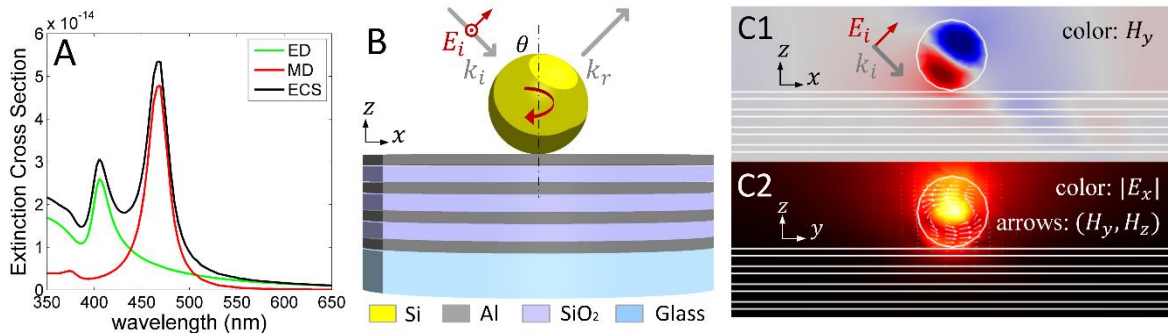 6 × 10⁻¹⁴
A
ED
MD
ECS
5
4
3
2
1
0
Extinction Cross Section
350 400 450 500 550 600 650
wavelength (nm)
B
E_i
θ
k_i
k_r
z
x
Si Al SiO₂ Glass
C1
E_i
k_i
color: H_y
z
x
C2
color: |E_x|
arrows: (H_y, H_z)
z
y